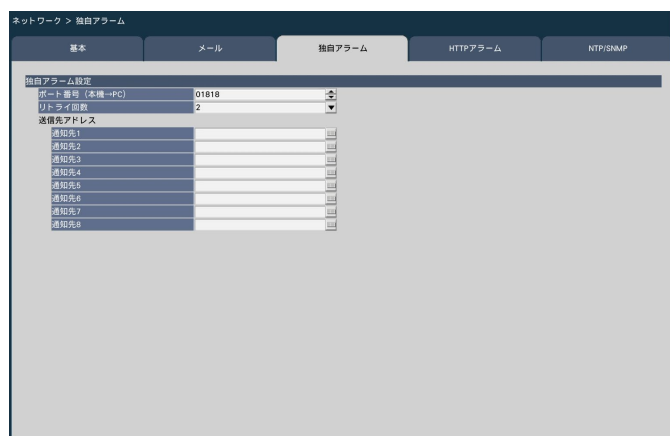 ネットワーク > 独自アラーム
基本 メール 独自アラーム HTTPアラーム NTP/SNMP
独自アラーム設定
ポート番号（本機→PC） 01818
リトライ回数 2
送信先アドレス
通知先1
通知先2
通知先3
通知先4
通知先5
通知先6
通知先7
通知先8